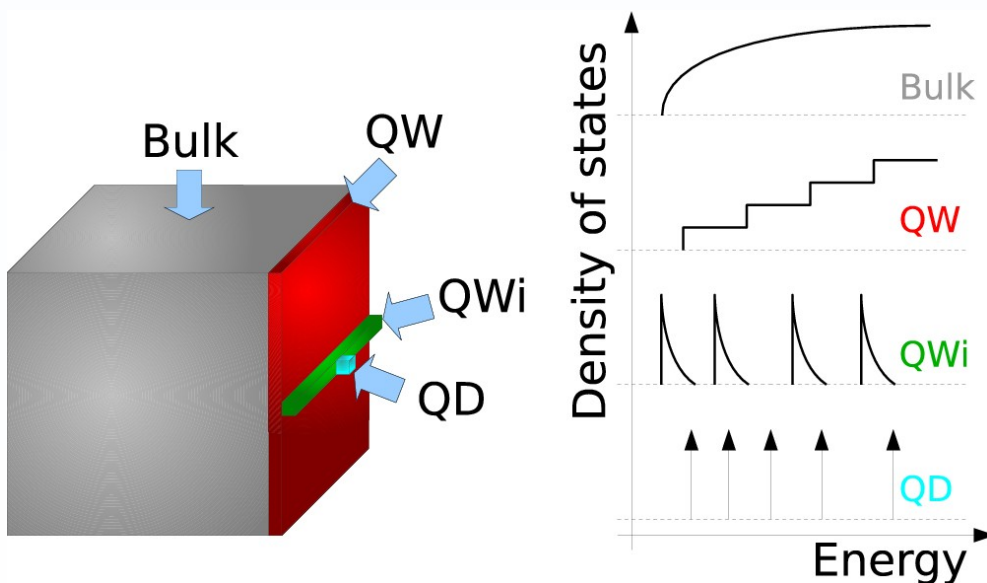 Bulk
QW
QWi
QD
Density of states
Bulk
QW
QWi
QD
Energy